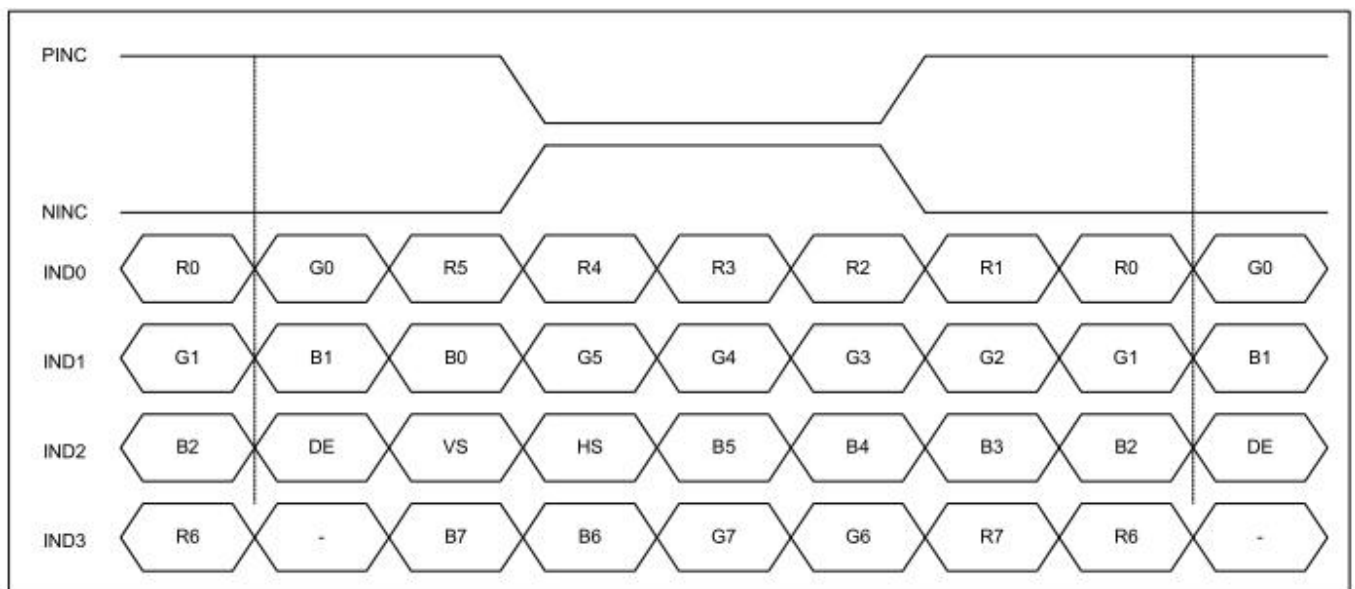 PINC
NINC
IND0 R0 G0 R5 R4 R3 R2 R1 R0 G0
IND1 G1 B1 B0 G5 G4 G3 G2 G1 B1
IND2 B2 DE VS HS B5 B4 B3 B2 DE
IND3 R6 - B7 B6 G7 G6 R7 R6 -